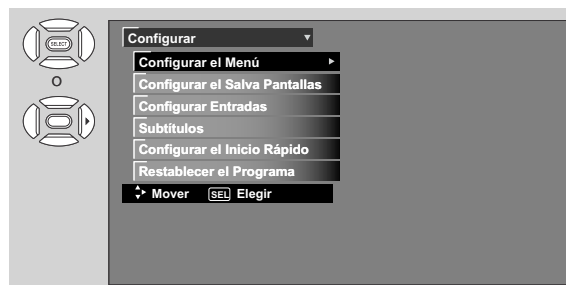 SELECT
o
Configurar
Configurar el Menú
Configurar el Salva Pantallas
Configurar Entradas
Subtítulos
Configurar el Inicio Rápido
Restablecer el Programa
Mover SEL Elegir